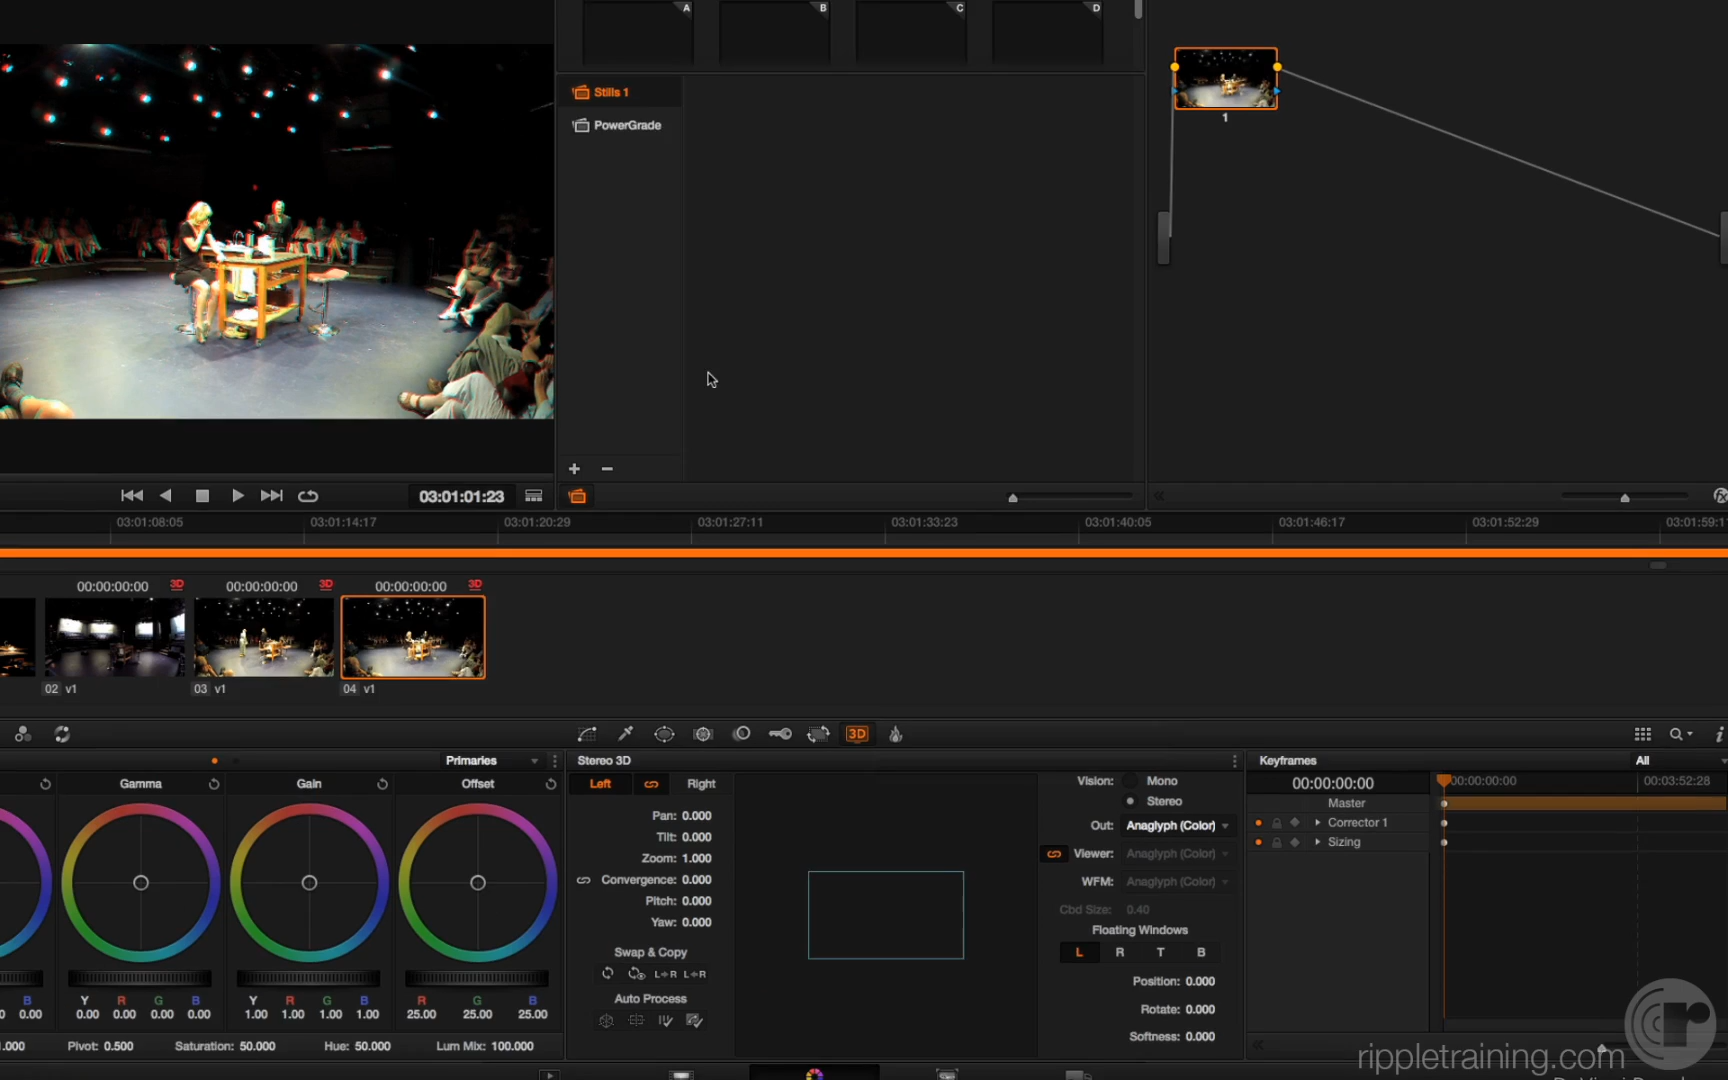 A B C D
Stills 1
PowerGrade
1
03:01:01:23
03:01:08:05 03:01:14:17 03:01:20:29 03:01:27:11 03:01:33:23 03:01:40:05 03:01:46:17 03:01:52:29 03:01:59:1
00:00:00:00 3D 00:00:00:00 3D 00:00:00:00 3D
02 v1 03 v1 04 v1
3D
Primaries
Stereo 3D
Keyframes All
Gamma Gain Offset
Left Right
Pan: 0.000
Tilt: 0.000
Zoom: 1.000
Convergence: 0.000
Pitch: 0.000
Yaw: 0.000
Swap & Copy
L→R L←R
Auto Process
Vision: Mono
Stereo
Out: Anaglyph (Color)
Viewer: Anaglyph (Color)
WFM: Anaglyph (Color)
Cbd Size: 0.40
Floating Windows
L R T B
Position: 0.000
Rotate: 0.000
Softness: 0.000
00:00:00:00 00:00:00:00 00:03:52:28
Master
Corrector 1
Sizing
B Y R G B Y R G B R G B
0.00 0.00 0.00 0.00 0.00 1.00 1.00 1.00 1.00 25.00 25.00 25.00
.000 Pivot: 0.500 Saturation: 50.000 Hue: 50.000 Lum Mix: 100.000
rippletraining.com